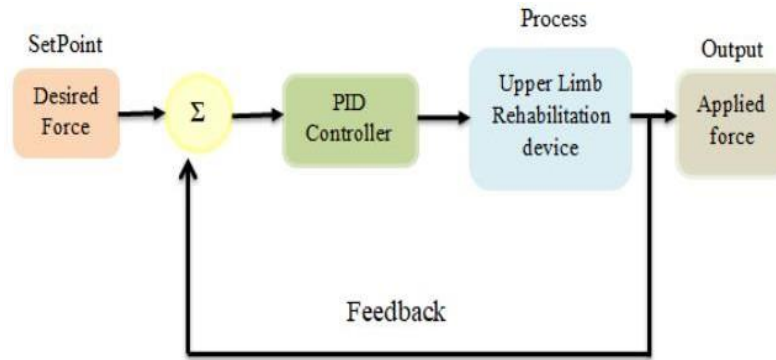 SetPoint
Desired
Force
Σ
PID
Controller
Process
Upper Limb
Rehabilitation
device
Output
Applied
force
Feedback